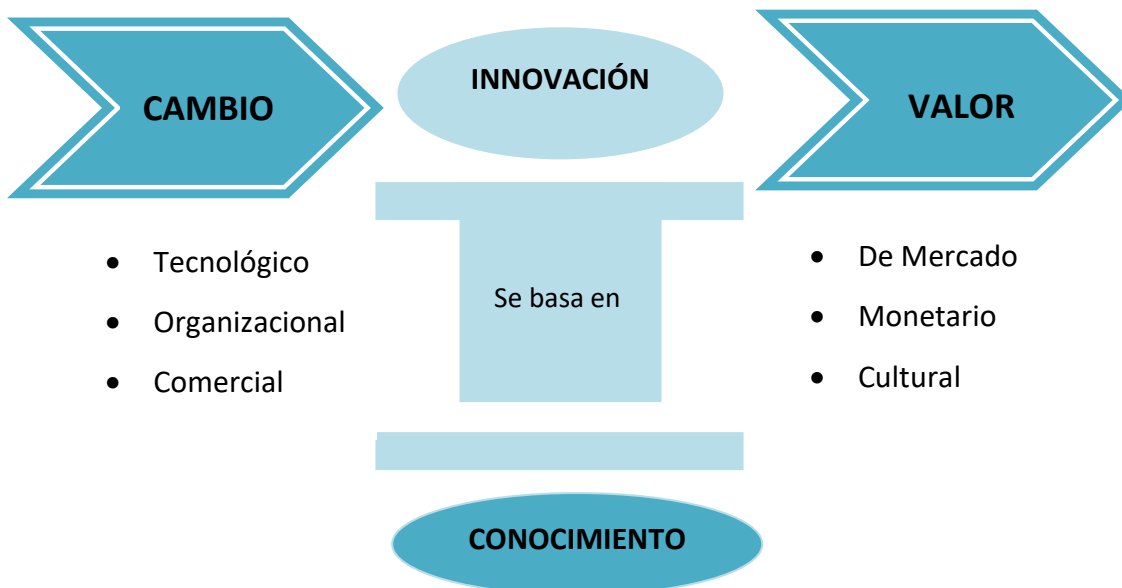 CAMBIO
INNOVACIÓN
VALOR
• Tecnológico
• Organizacional
• Comercial
Se basa en
• De Mercado
• Monetario
• Cultural
CONOCIMIENTO